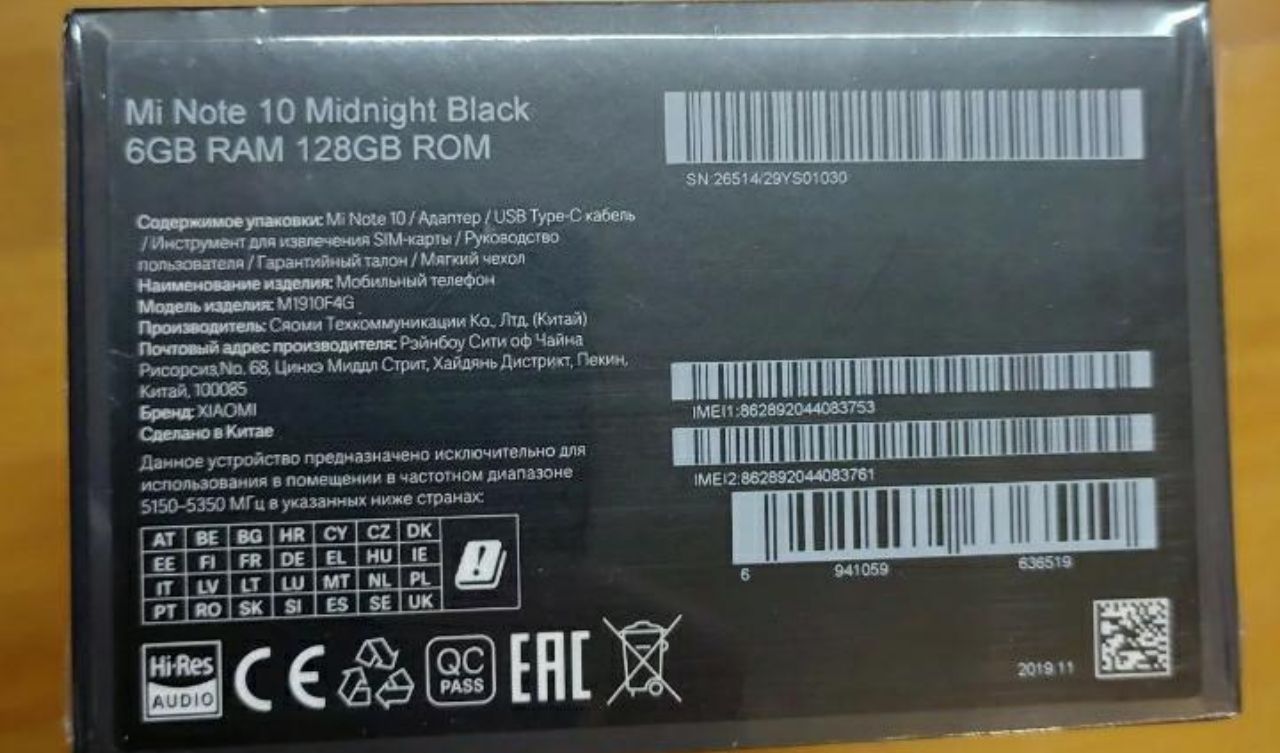 Mi Note 10 Midnight Black
6GB RAM 128GB ROM
SN:26514/29YS01030
Содержимое упаковки: Mi Note 10 / Адаптер / USB Type-C кабель
/ Инструмент для извлечения SIM-карты / Руководство
пользователя / Гарантийный талон / Мягкий чехол
Наименование изделия: Мобильный телефон
Модель изделия: M1910F4G
Производитель: Сяоми Техкоммуникации Ко., Лтд. (Китай)
Почтовый адрес производителя: Рэйнбоу Сити оф Чайна
Рисорсиз,No. 68, Цинхэ Миддл Стрит, Хайдянь Дистрикт, Пекин,
Китай, 100085
Бренд: XIAOMI
Сделано в Китае
Данное устройство предназначено исключительно для
использования в помещении в частотном диапазоне
5150-5350 МГц в указанных ниже странах:
AT BE BG HR CY CZ DK
EE FI FR DE EL HU IE
IT LV LT LU MT NL PL
PT RO SK SI ES SE UK
IMEI1:862892044083753
IMEI2:862892044083761
6 941059 636519
Hi-Res
AUDIO
CE
QC
PASS
EAC
2019.11